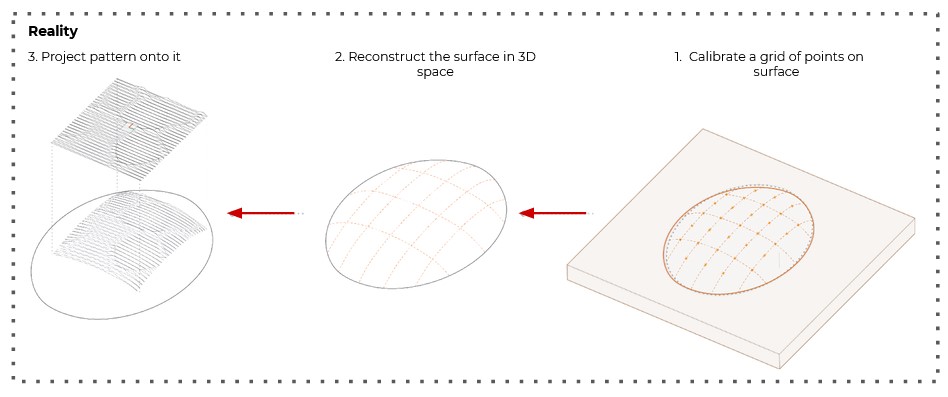 Reality
3. Project pattern onto it
2. Reconstruct the surface in 3D
space
1. Calibrate a grid of points on
surface